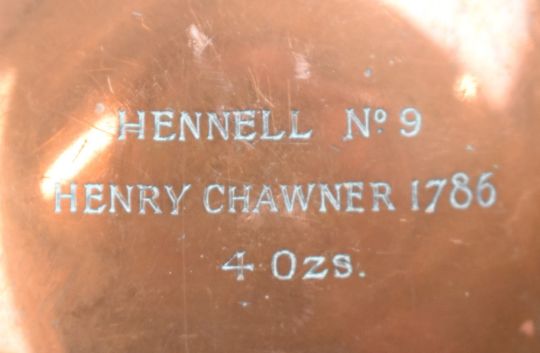 HENNELL Nº 9
HENRY CHAWNER 1786
4 Ozs.